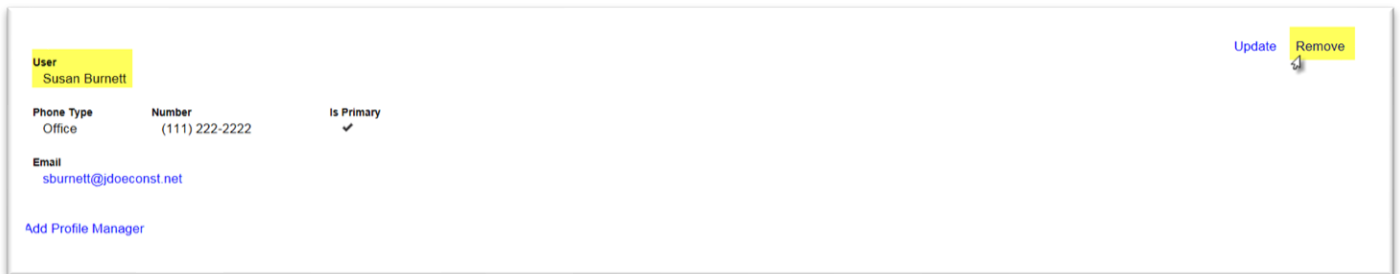 Update Remove
User
Susan Burnett
Phone Type Number Is Primary
Office (111) 222-2222 ✔
Email
sburnett@jdoeconst.net
Add Profile Manager